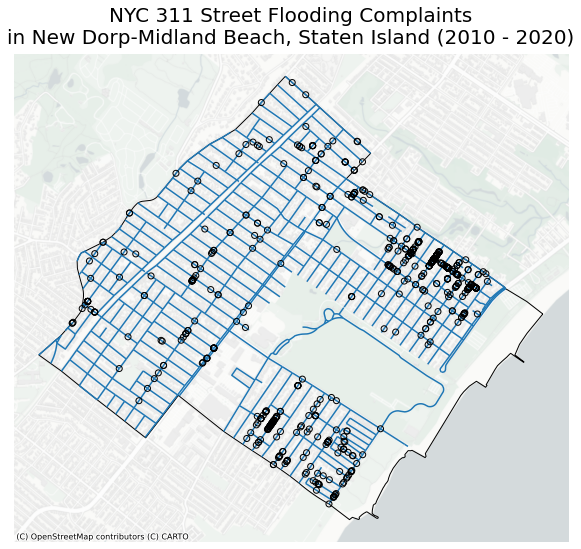 NYC 311 Street Flooding Complaints
in New Dorp-Midland Beach, Staten Island (2010 - 2020)
(C) OpenStreetMap contributors (C) CARTO